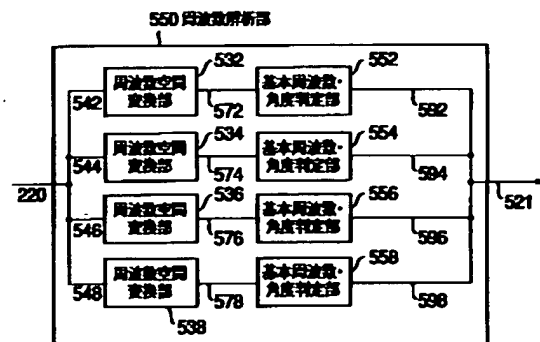 550 周波数解析部
532
552
周波数空間
変換部
基本周波数・
角度判定部
542
572
592
534
554
周波数空間
変換部
基本周波数・
角度判定部
544
574
594
220
536
556
521
周波数空間
変換部
基本周波数・
角度判定部
546
576
596
558
周波数空間
変換部
基本周波数・
角度判定部
548
578
598
538